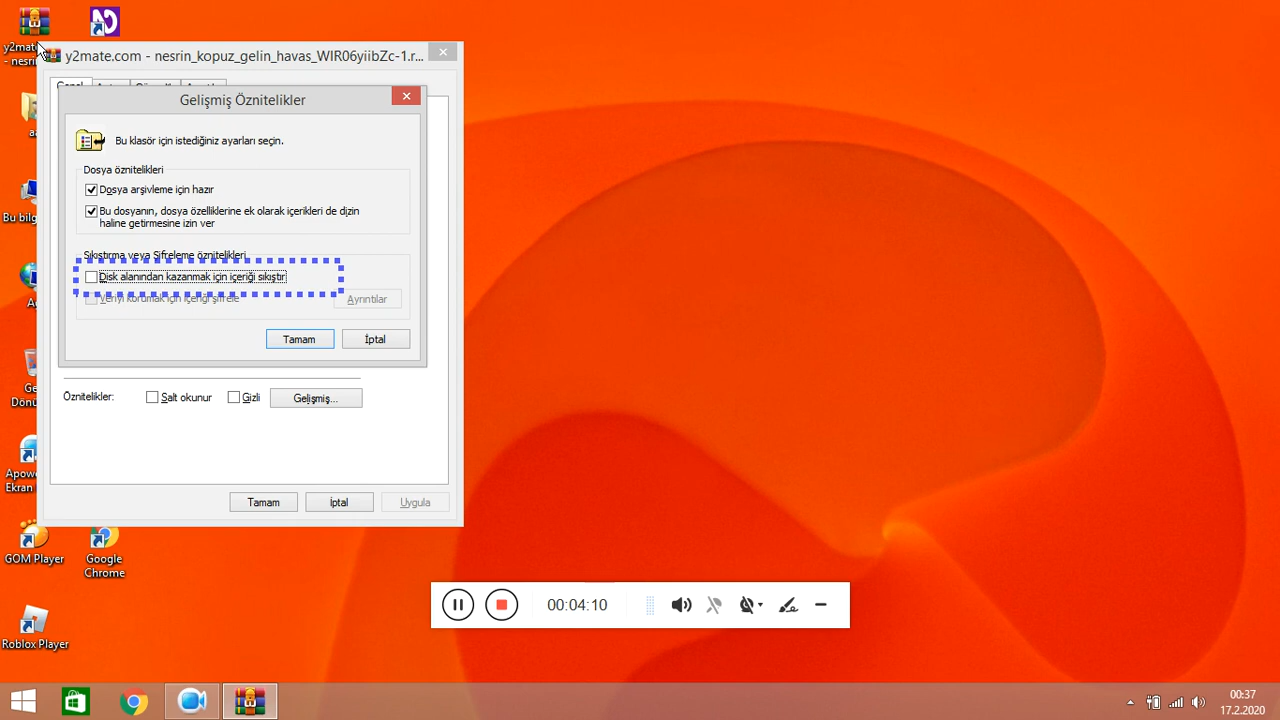 y2mate.com - nesrin_kopuz_gelin_havas_WIR06yiibZc-1.r...
Gelişmiş Öznitelikler
Bu klasör için istediğiniz ayarları seçin.
Dosya öznitelikleri
Dosya arşivleme için hazır
Bu dosyanın, dosya özelliklerine ek olarak içerikleri de dizin
haline getirmesine izin ver
Sıkıştırma veya Şifreleme öznitelikleri
Disk alanından kazanmak için içeriği sıkıştır
Veriyi korumak için içeriği şifrele
Ayrıntılar
Tamam
İptal
Öznitelikler:
Salt okunur
Gizli
Gelişmiş...
Tamam
İptal
Uygula
GOM Player
Google
Chrome
Roblox Player
00:04:10
00:37
17.2.2020